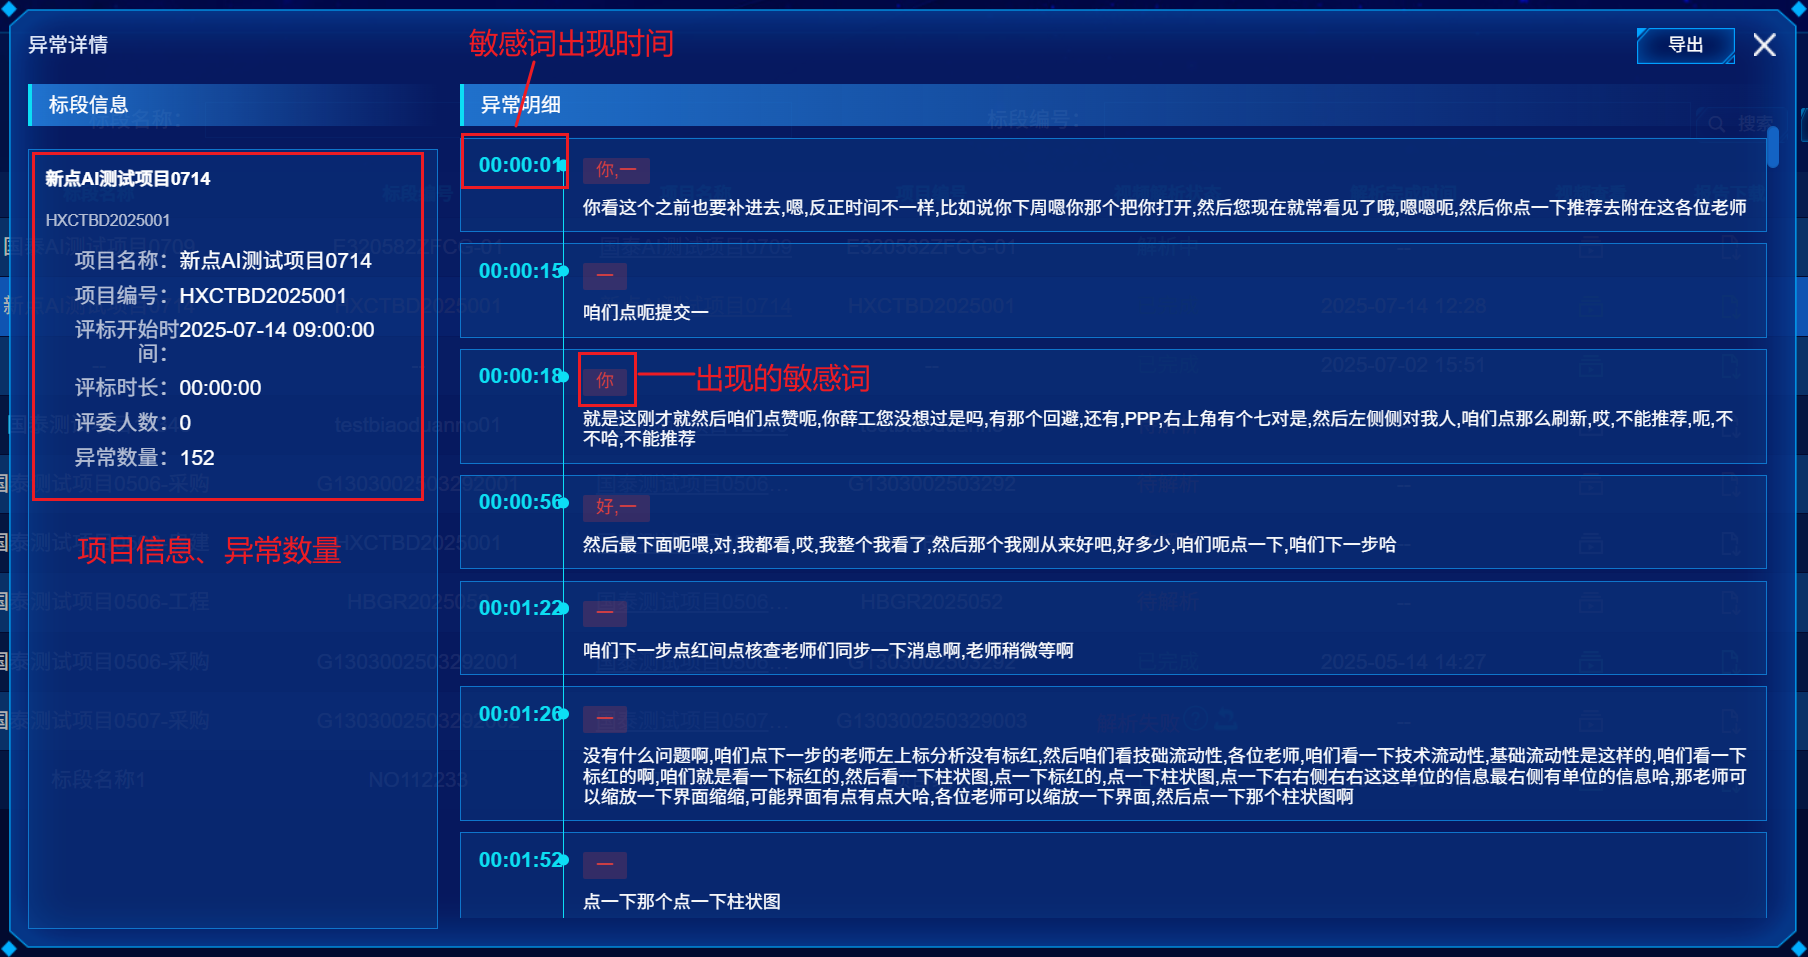 异常详情
敏感词出现时间
导出
标段信息
异常明细
搜索
新点AI测试项目0714
HXCTBD2025001
项目名称：新点AI测试项目0714
项目编号：HXCTBD2025001
评标开始时间：2025-07-14 09:00:00
评标时长：00:00:00
评委人数：0
异常数量：152
项目信息、异常数量
00:00:01
你,一
你看这个之前也要补进去,嗯,反正时间不一样,比如说你下周嗯你那个把你打开,然后您现在就常看见了哦,嗯嗯呃,然后你点一下推荐去附在这各位老师
00:00:15
一
咱们点呃提交一
00:00:18
你
出现的敏感词
就是这刚才就然后咱们点赞呃,你薛工您没想过是吗,有那个回避,还有,PPP,右上角有个七对是,然后左侧侧对我人,咱们点那么刷新,哎,不能推荐,呃,不
不哈,不能推荐
00:00:56
好,一
然后最下面呃喂,对,我都看,哎,我整个我看了,然后那个我刚从来好吧,好多少,咱们呃点一下,咱们下一步哈
00:01:22
一
咱们下一步点红间点核查老师们同步一下消息啊,老师稍微等啊
00:01:26
一
没有什么问题啊,咱们点下一步的老师左上标分析没有标红,然后咱们看技础流动性,各位老师,咱们看一下技术流动性,基础流动性是这样的,咱们看一下
标红的啊,咱们就是看一下标红的,然后看一下柱状图,点一下标红的,点一下柱状图,点一下右右侧右右这这单位的信息最右侧有单位的信息哈,那老师可
以缩放一下界面缩缩,可能界面有点有点大哈,各位老师可以缩放一下界面,然后点一下那个柱状图啊
00:01:52
一
点一下那个点一下柱状图